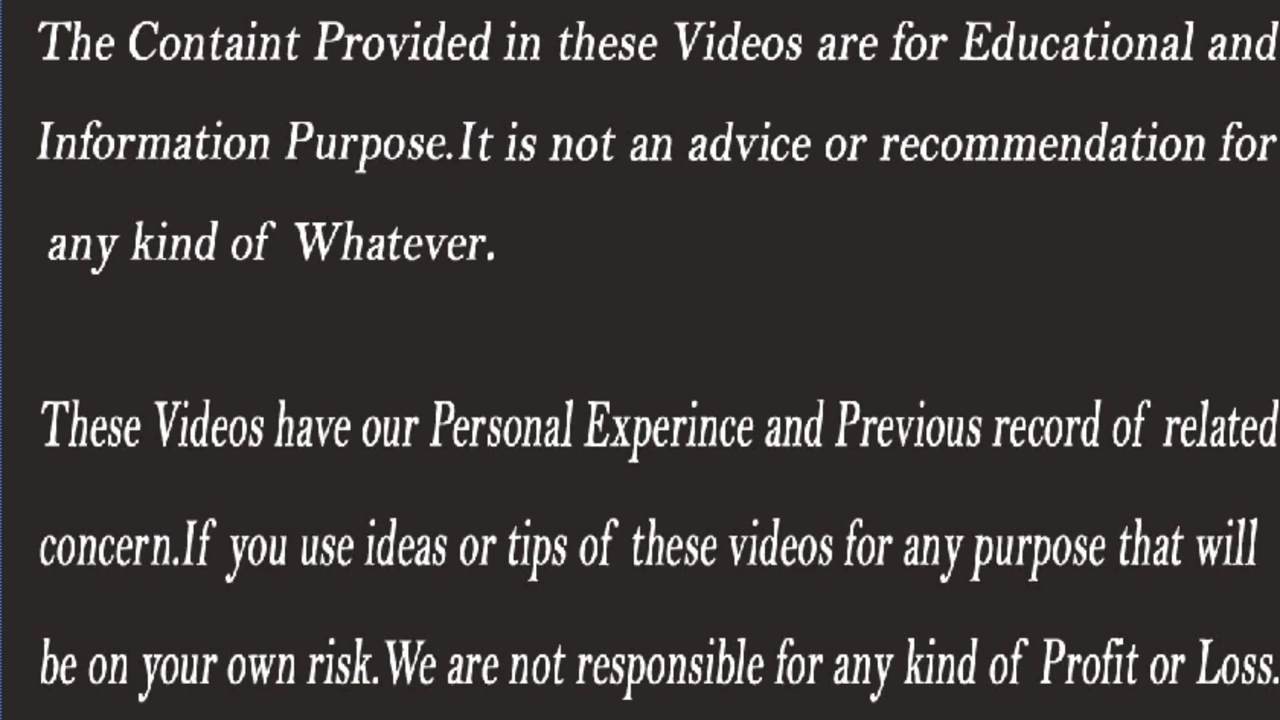 The Containt Provided in these Videos are for Educational and
Information Purpose.It is not an advice or recommendation for
any kind of Whatever.
These Videos have our Personal Experince and Previous record of related
concern.If you use ideas or tips of these videos for any purpose that will
be on your own risk.We are not responsible for any kind of Profit or Loss.